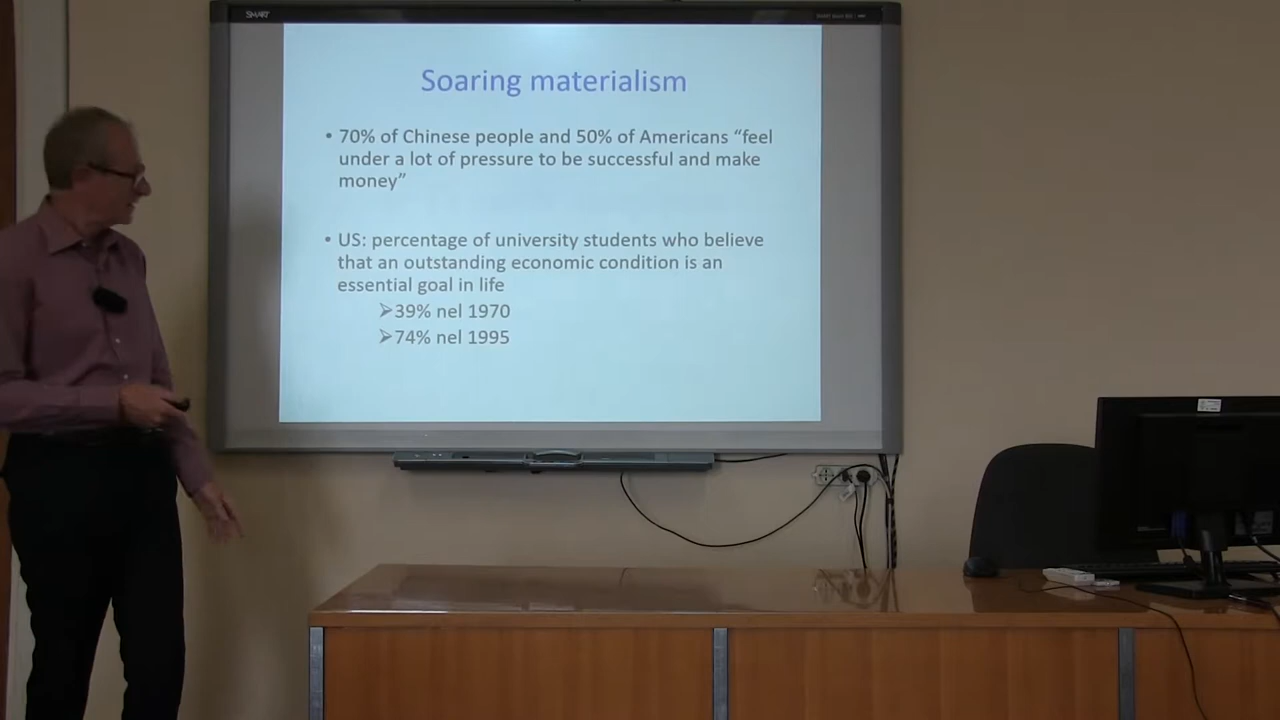 SMART
Soaring materialism
• 70% of Chinese people and 50% of Americans “feel
under a lot of pressure to be successful and make
money”
• US: percentage of university students who believe
that an outstanding economic condition is an
essential goal in life
➢39% nel 1970
➢74% nel 1995